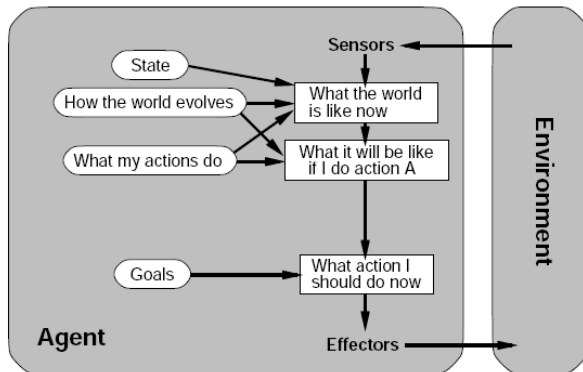 Sensors
State
What the world
is like now
How the world evolves
What my actions do
What it will be like
if I do action A
Environment
Goals
What action I
should do now
Agent
Effectors